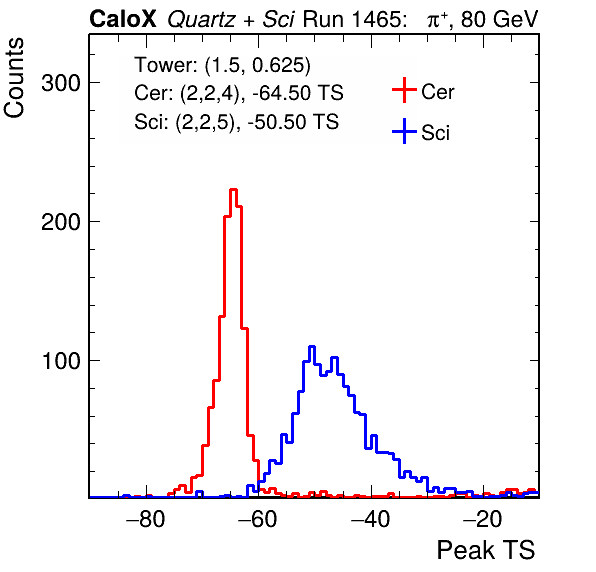 CaloX Quartz + Sci Run 1465: π⁺, 80 GeV
Counts
Tower: (1.5, 0.625)
Cer: (2,2,4), -64.50 TS
Sci: (2,2,5), -50.50 TS
Cer
Sci
300
200
100
−80 −60 −40 −20
Peak TS